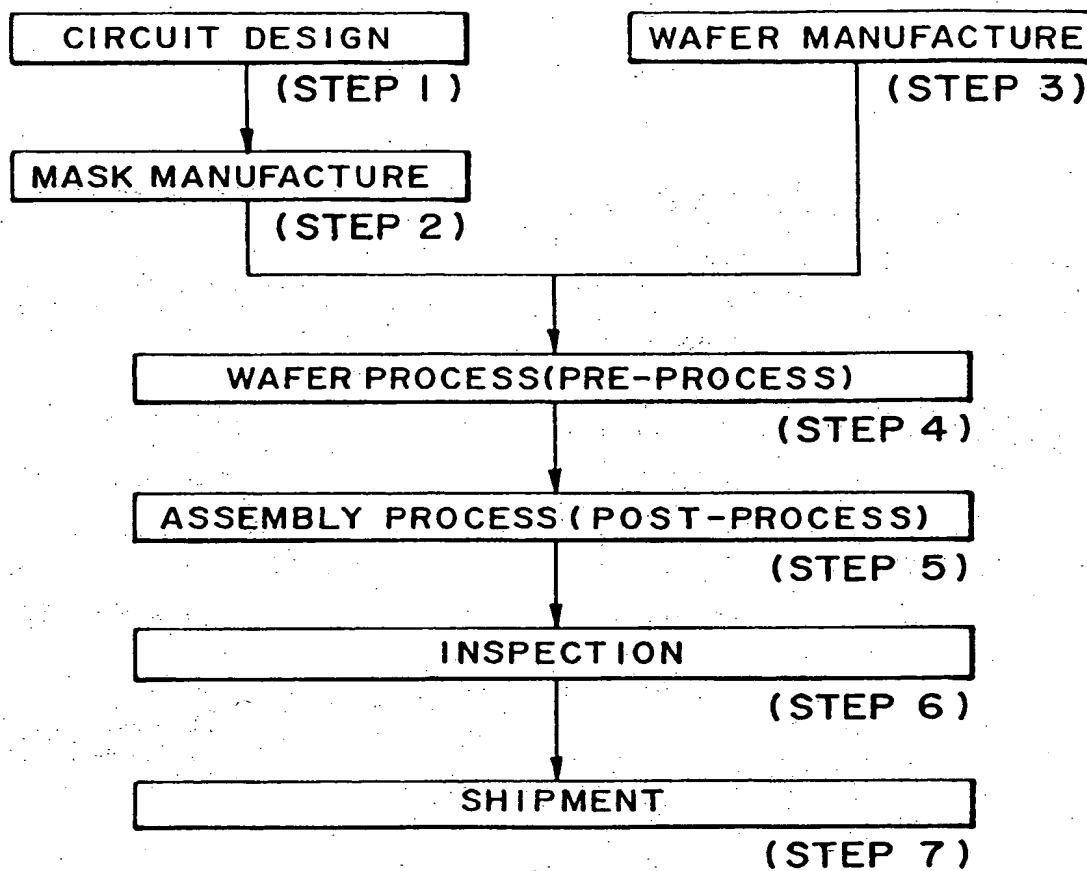 CIRCUIT DESIGN
(STEP 1)
WAFER MANUFACTURE
(STEP 3)
MASK MANUFACTURE
(STEP 2)
WAFER PROCESS(PRE-PROCESS)
(STEP 4)
ASSEMBLY PROCESS(POST-PROCESS)
(STEP 5)
INSPECTION
(STEP 6)
SHIPMENT
(STEP 7)